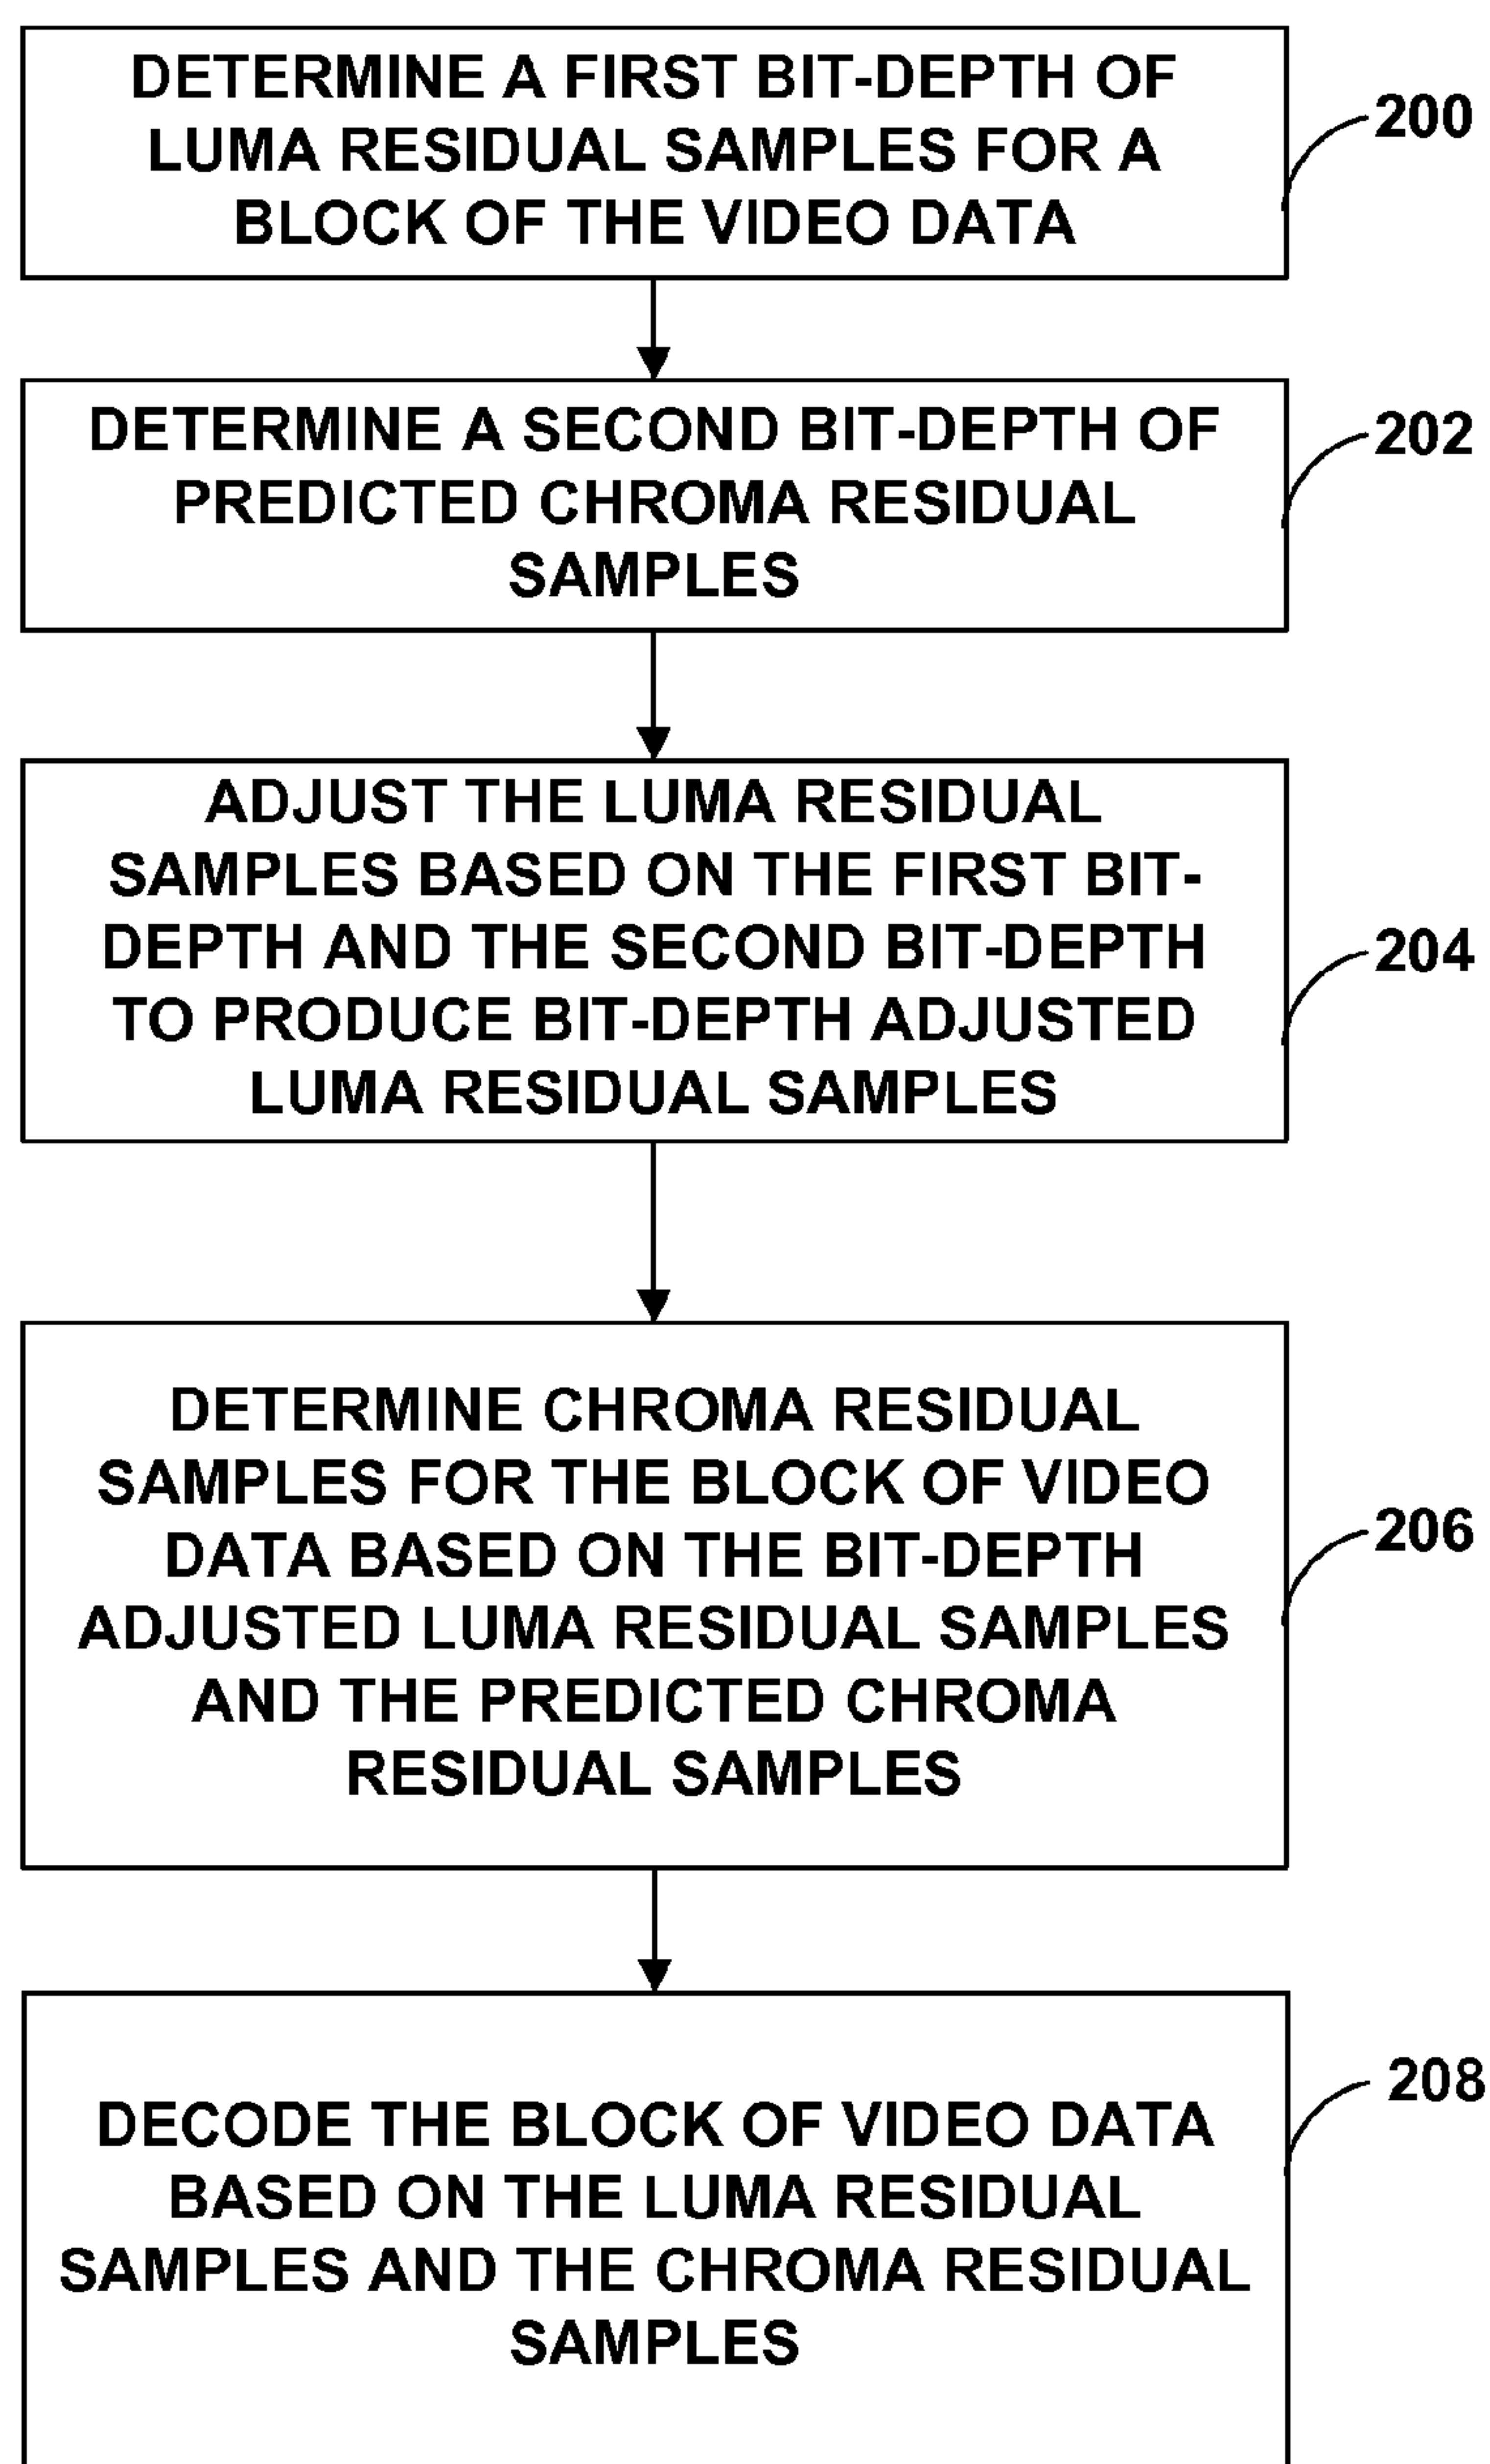 DETERMINE A FIRST BIT-DEPTH OF
LUMA RESIDUAL SAMPLES FOR A
BLOCK OF THE VIDEO DATA
200
DETERMINE A SECOND BIT-DEPTH OF
PREDICTED CHROMA RESIDUAL
SAMPLES
202
ADJUST THE LUMA RESIDUAL
SAMPLES BASED ON THE FIRST BIT-
DEPTH AND THE SECOND BIT-DEPTH
TO PRODUCE BIT-DEPTH ADJUSTED
LUMA RESIDUAL SAMPLES
204
DETERMINE CHROMA RESIDUAL
SAMPLES FOR THE BLOCK OF VIDEO
DATA BASED ON THE BIT-DEPTH
ADJUSTED LUMA RESIDUAL SAMPLES
AND THE PREDICTED CHROMA
RESIDUAL SAMPLES
206
DECODE THE BLOCK OF VIDEO DATA
BASED ON THE LUMA RESIDUAL
SAMPLES AND THE CHROMA RESIDUAL
SAMPLES
208